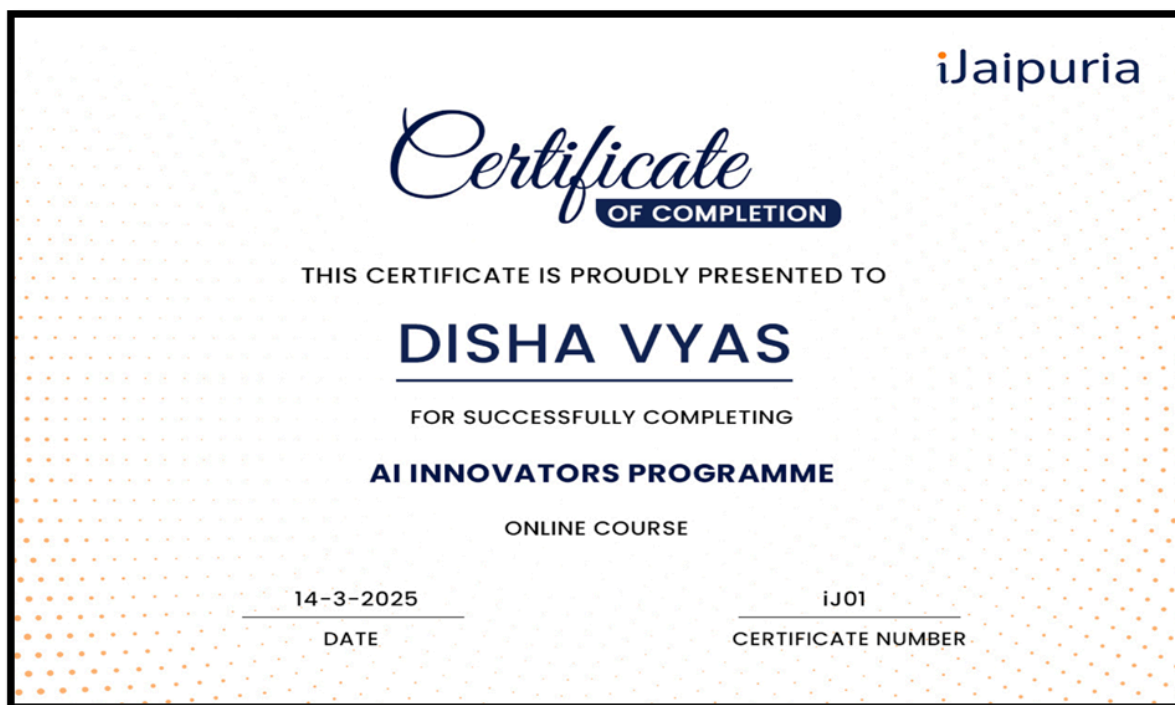 iJaipuria
Certificate
OF COMPLETION
THIS CERTIFICATE IS PROUDLY PRESENTED TO
DISHA VYAS
FOR SUCCESSFULLY COMPLETING
AI INNOVATORS PROGRAMME
ONLINE COURSE
14-3-2025 iJ01
DATE CERTIFICATE NUMBER